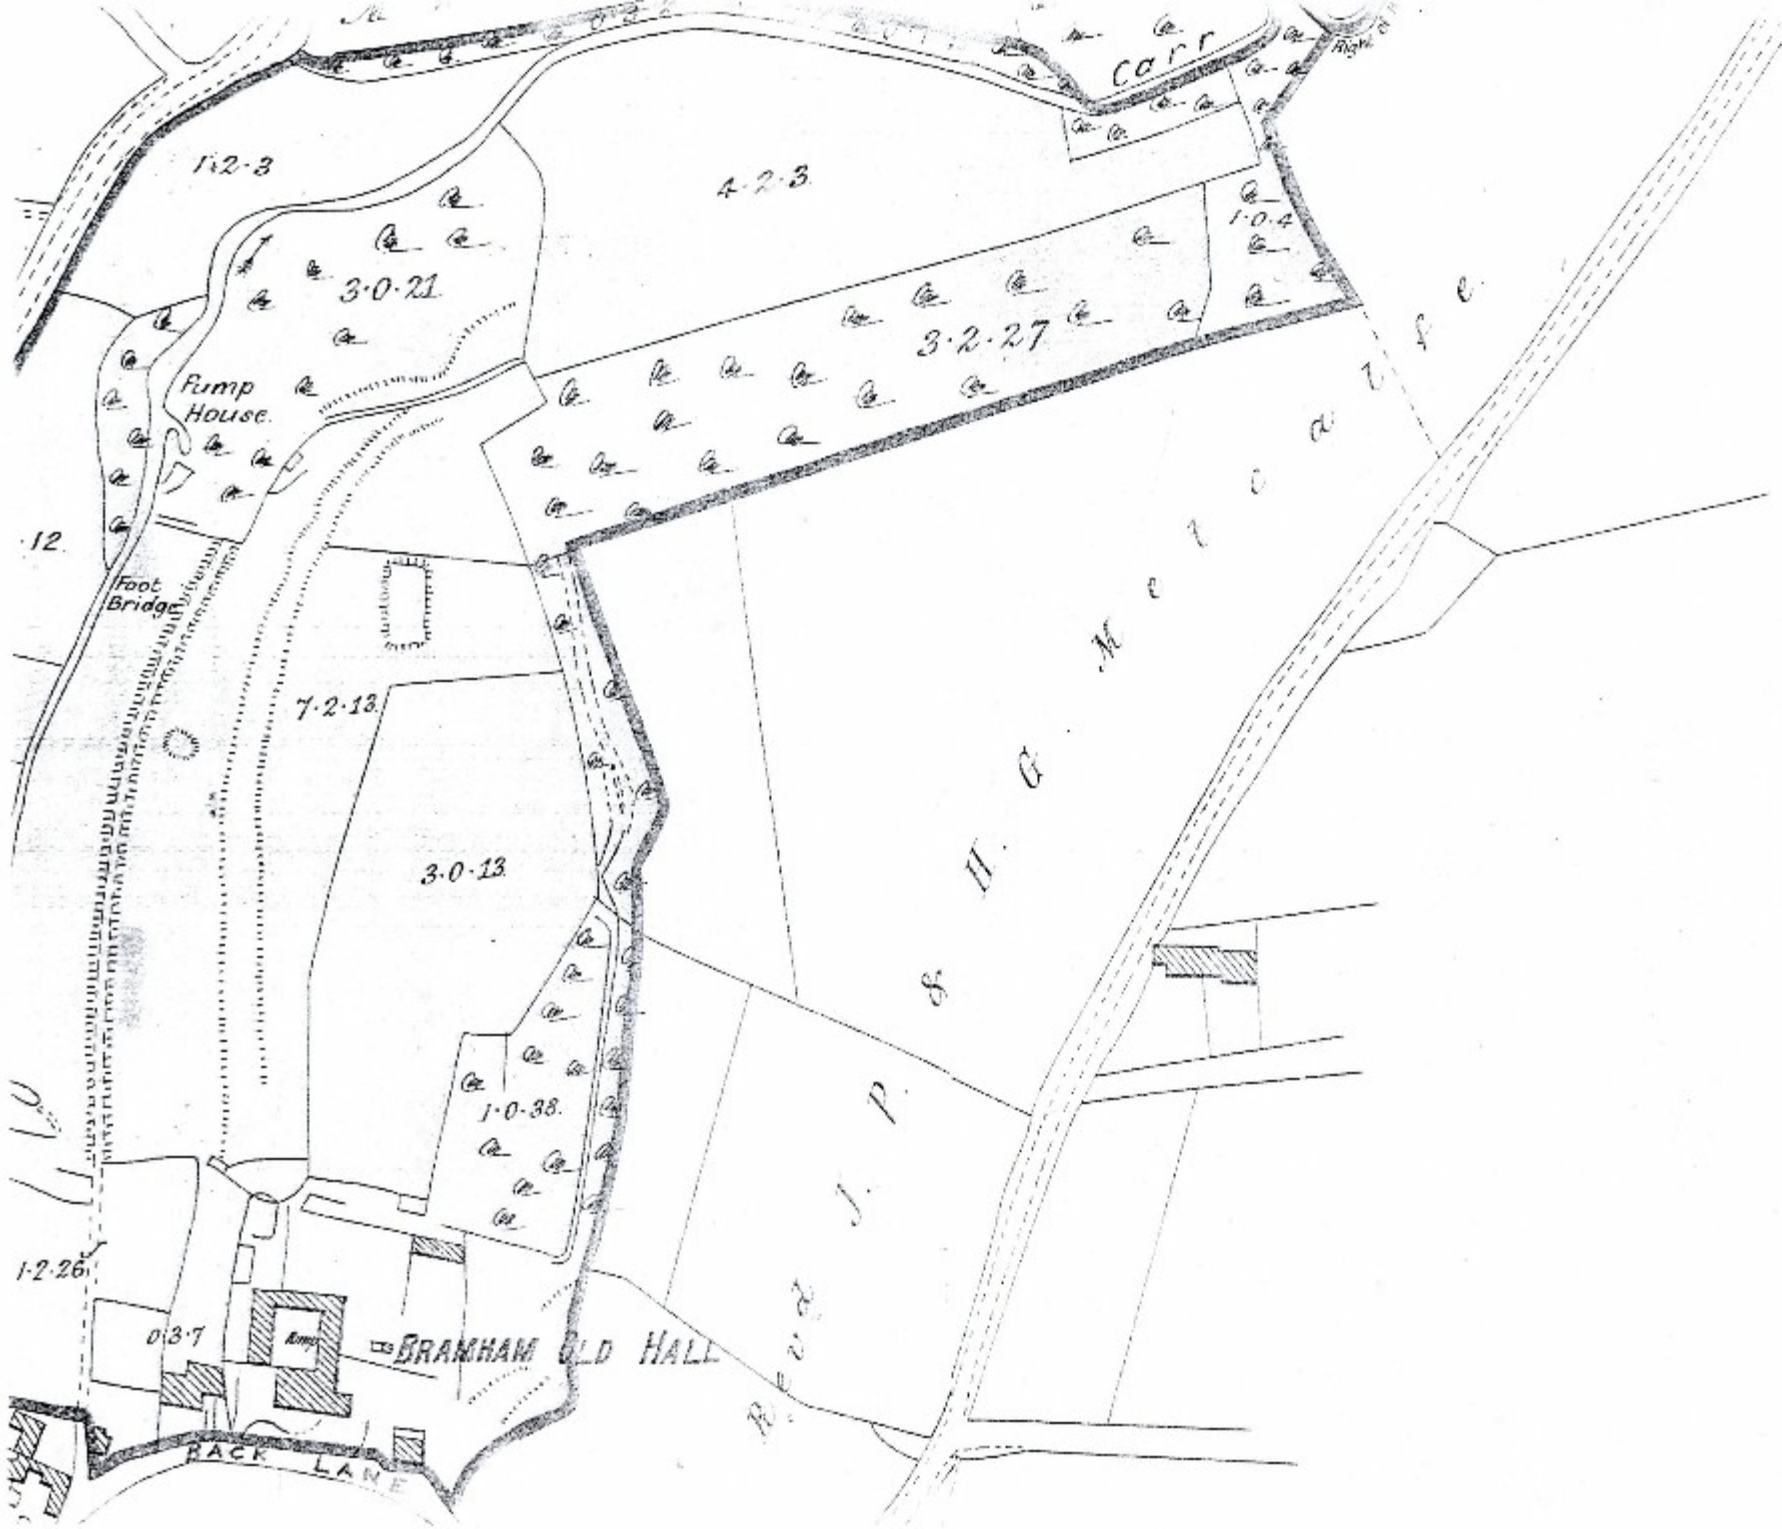 Carr
1·2·3
4·2·3
1·0·4
3·0·21
3·2·27
Pump
House.
·12
Foot
Bridge
7·2·13
3·0·13
1·0·38
1·2·26
0·3·7
Pump
BRAMHAM OLD HALL
BACK LANE
Revd J. P. & H. G. Metcalfe.